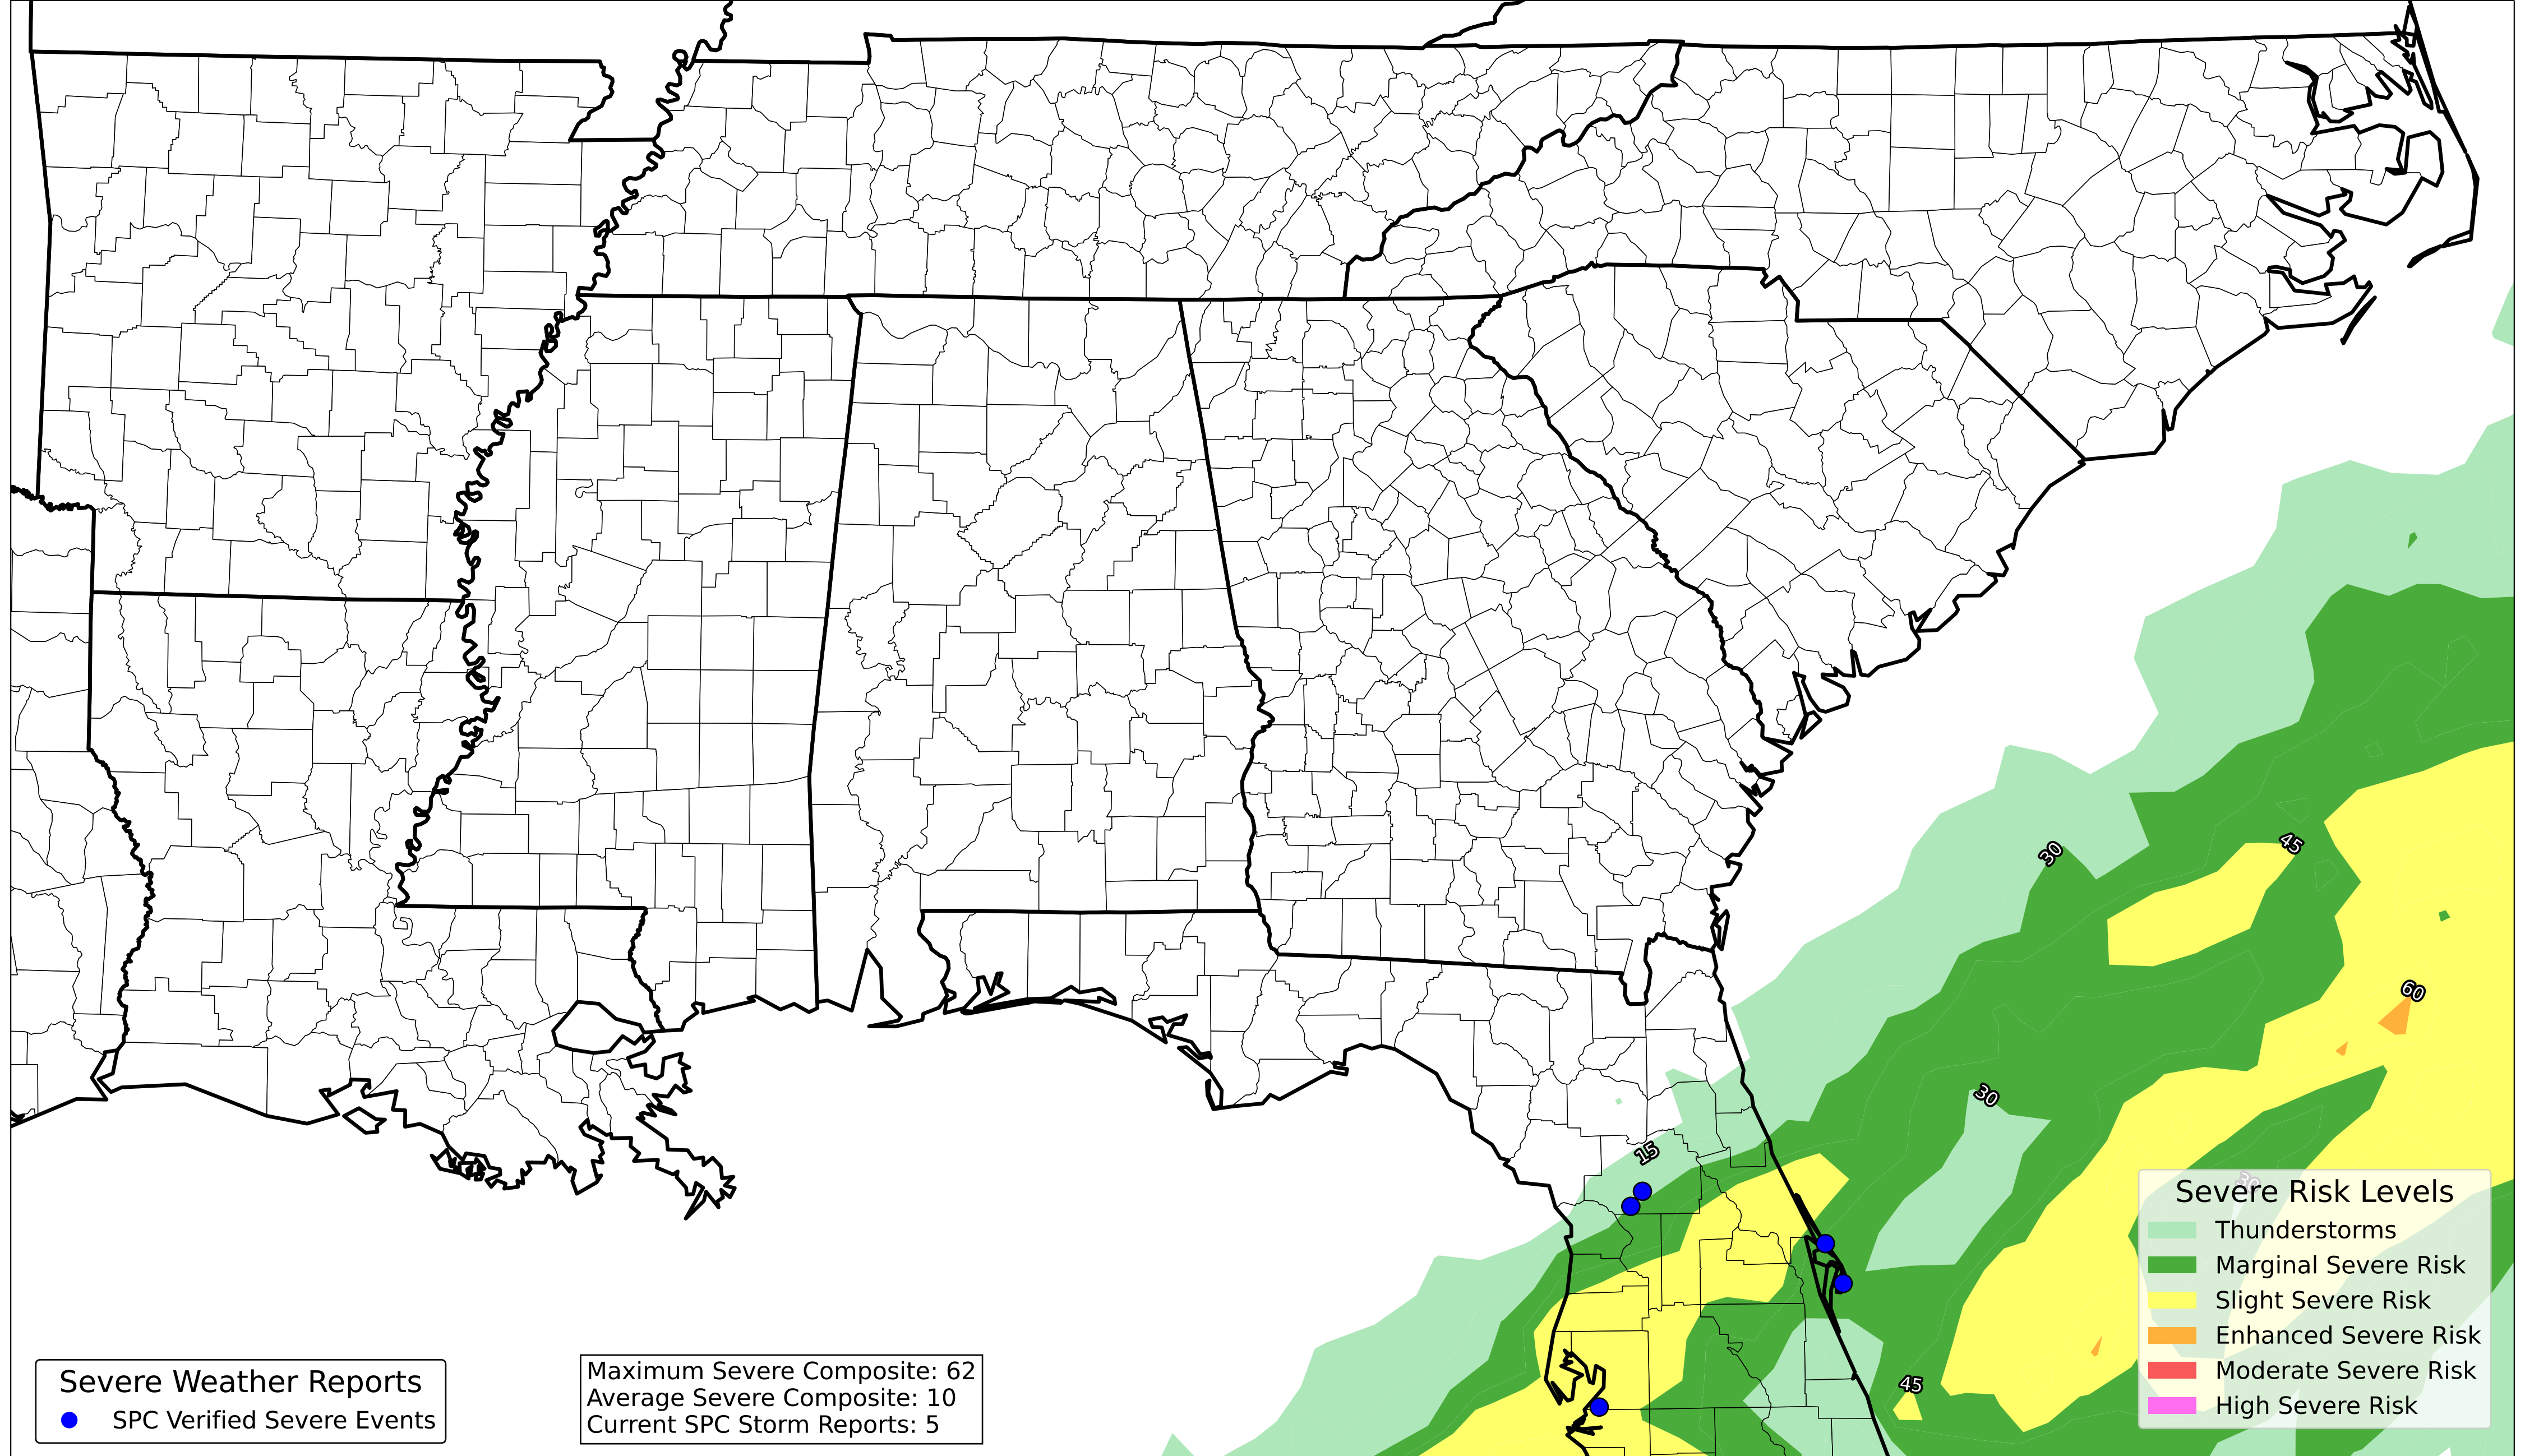 30
45
60
30
15
30
45
Severe Risk Levels
Thunderstorms
Marginal Severe Risk
Slight Severe Risk
Enhanced Severe Risk
Moderate Severe Risk
High Severe Risk
Severe Weather Reports
SPC Verified Severe Events
Maximum Severe Composite: 62
Average Severe Composite: 10
Current SPC Storm Reports: 5